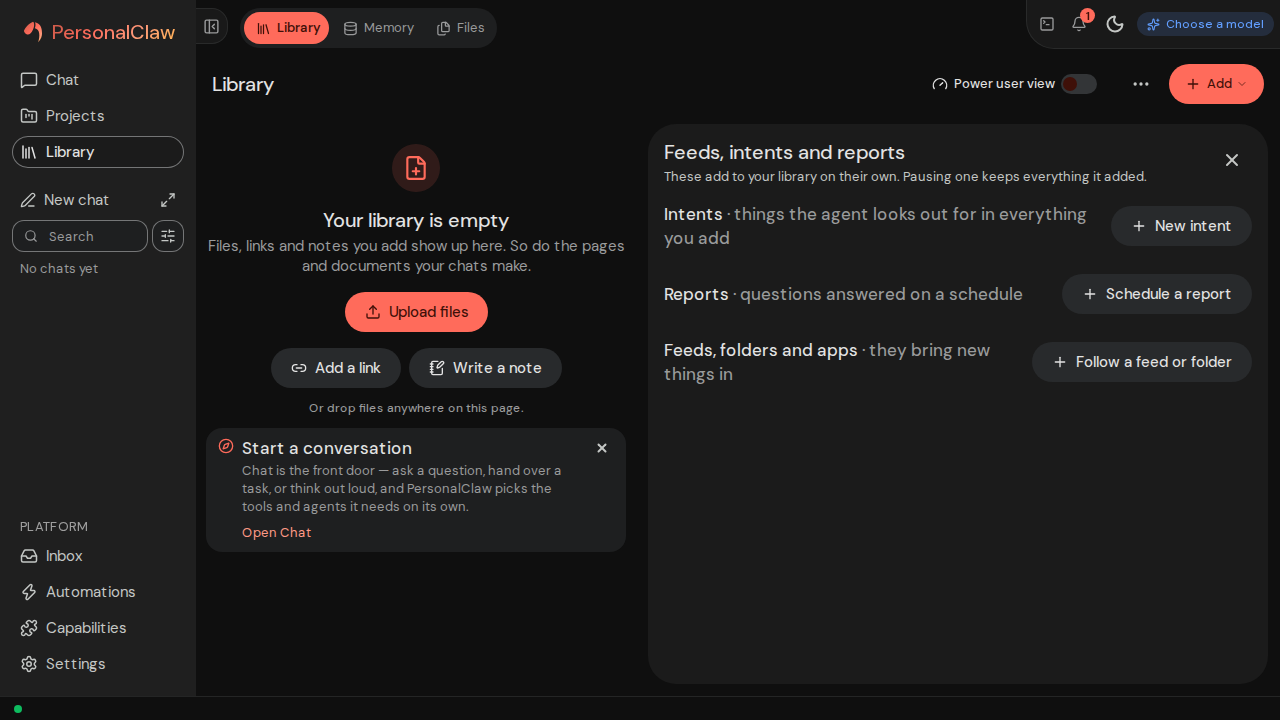 PersonalClaw
Chat
Projects
Library
New chat
Search
No chats yet
PLATFORM
Inbox
Automations
Capabilities
Settings
Library
Memory
Files
1
Choose a model
Library
Power user view
Add
Your library is empty
Files, links and notes you add show up here. So do the pages
and documents your chats make.
Upload files
Add a link
Write a note
Or drop files anywhere on this page.
Start a conversation
Chat is the front door — ask a question, hand over a
task, or think out loud, and PersonalClaw picks the
tools and agents it needs on its own.
Open Chat
Feeds, intents and reports
These add to your library on their own. Pausing one keeps everything it added.
Intents · things the agent looks out for in everything
you add
New intent
Reports · questions answered on a schedule
Schedule a report
Feeds, folders and apps · they bring new
things in
Follow a feed or folder